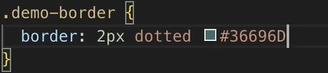 .demo-border {
border: 2px dotted #36696D
}